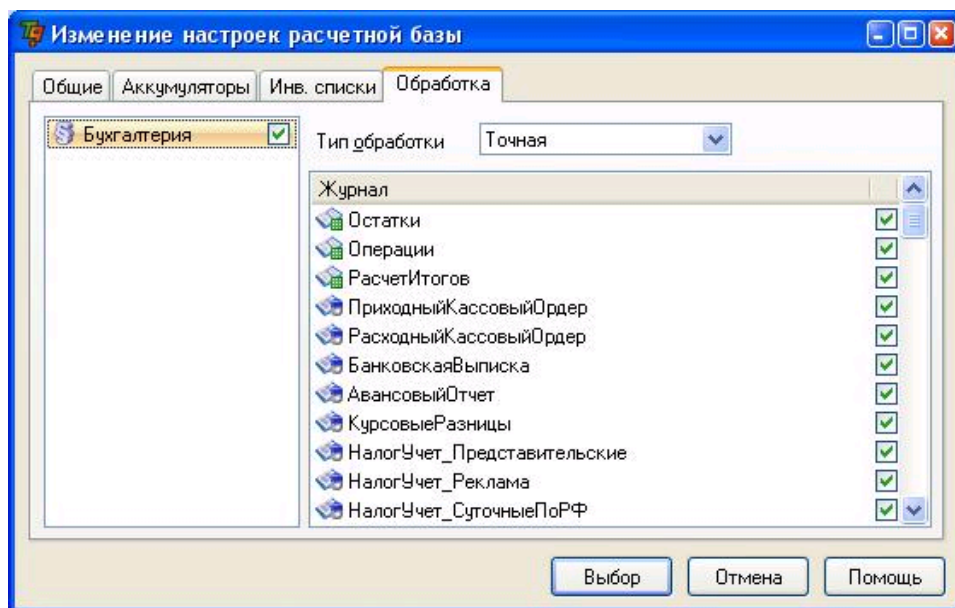 Изменение настроек расчетной базы
Общие Аккумуляторы Инв. списки Обработка
Бухгалтерия
Тип обработки Точная
Журнал
Остатки
Операции
РасчетИтогов
ПриходныйКассовыйОрдер
РасходныйКассовыйОрдер
БанковскаяВыписка
АвансовыйОтчет
КурсовыеРазницы
НалогУчет_Представительские
НалогУчет_Реклама
НалогУчет_СуточныеПоРФ
Выбор Отмена Помощь